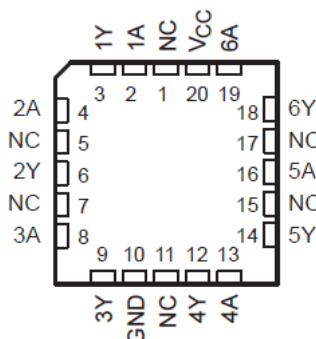 1Y 1A NC VCC 6A
3 2 1 20 19
2A 4 18 6Y
NC 5 17 NC
2Y 6 16 5A
NC 7 15 NC
3A 8 14 5Y
9 10 11 12 13
3Y GND NC 4Y 4A